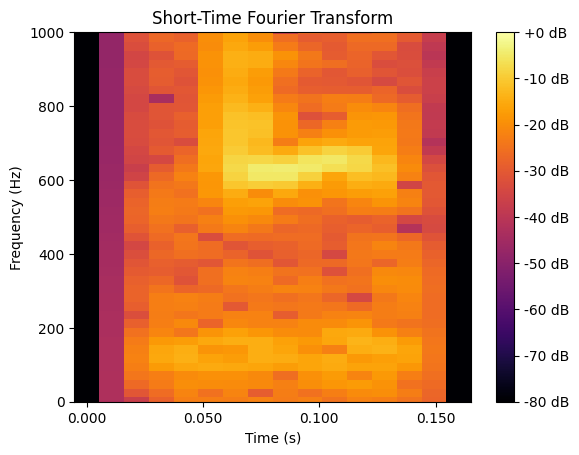 Short-Time Fourier Transform
1000
800
600
400
200
0
Frequency (Hz)
0.000
0.050
0.100
0.150
Time (s)
+0 dB
-10 dB
-20 dB
-30 dB
-40 dB
-50 dB
-60 dB
-70 dB
-80 dB